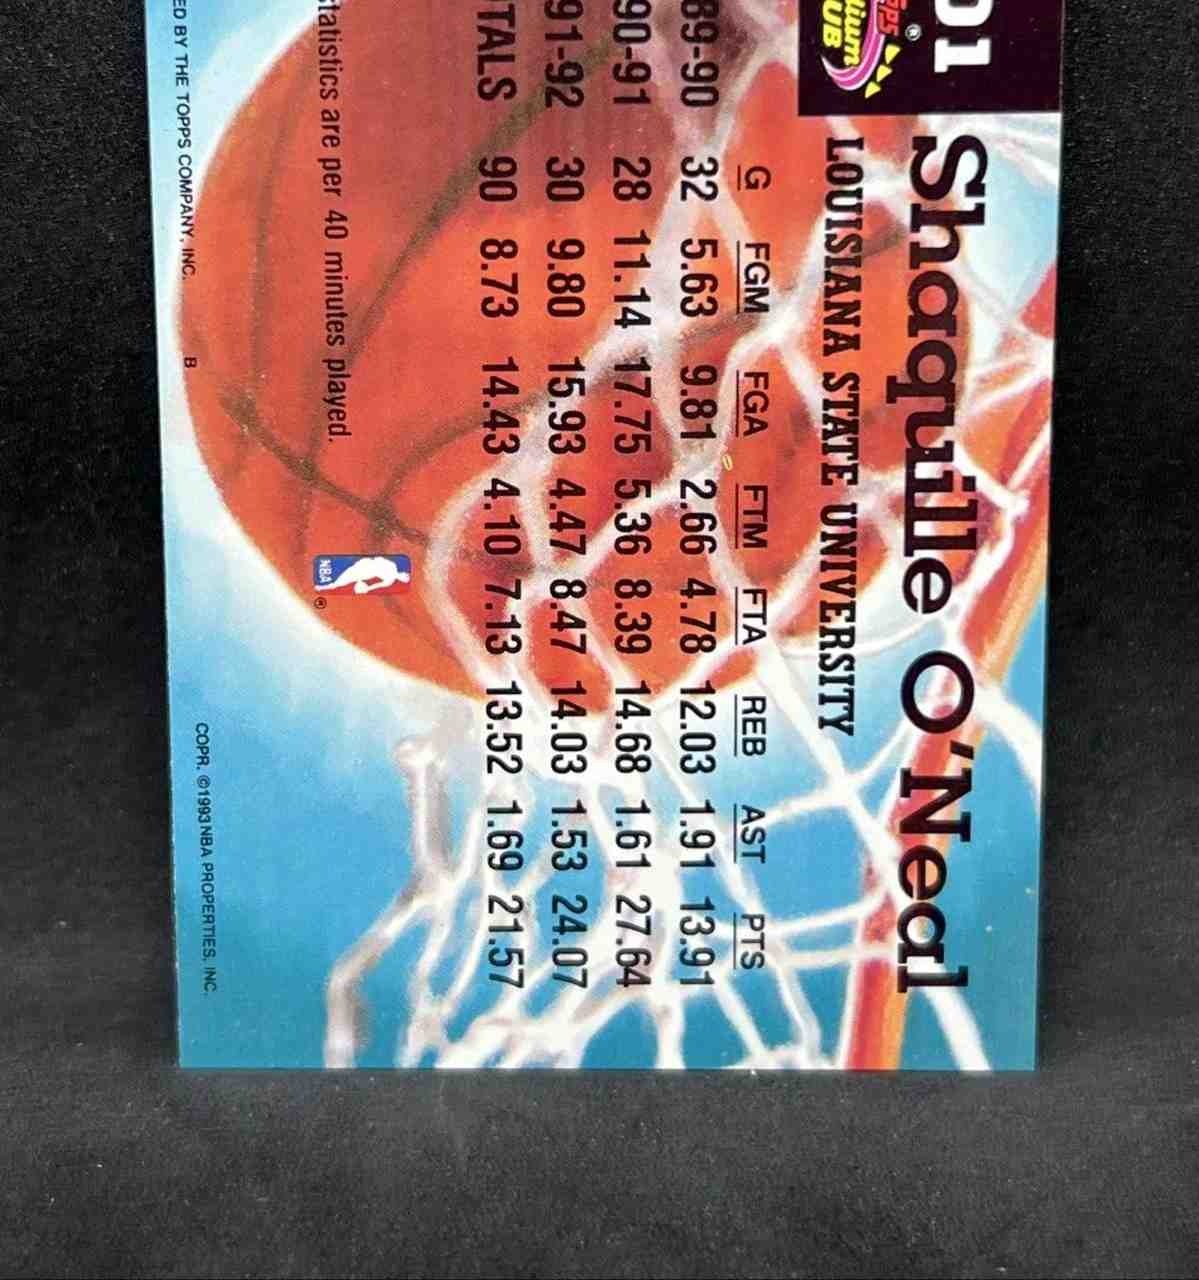 01
Shaquille O'Neal
LOUISIANA STATE UNIVERSITY
G FGM FGA FTM FTA REB AST PTS
89-90 32 5.63 9.81 2.66 4.78 12.03 1.91 13.91
90-91 28 11.14 17.75 5.36 8.39 14.68 1.61 27.64
91-92 30 9.80 15.93 4.47 8.47 14.03 1.53 24.07
OTALS 90 8.73 14.43 4.10 7.13 13.52 1.69 21.57
statistics are per 40 minutes played.
NBA ®
ED BY THE TOPPS COMPANY, INC. B COPR. ©1993 NBA PROPERTIES, INC.